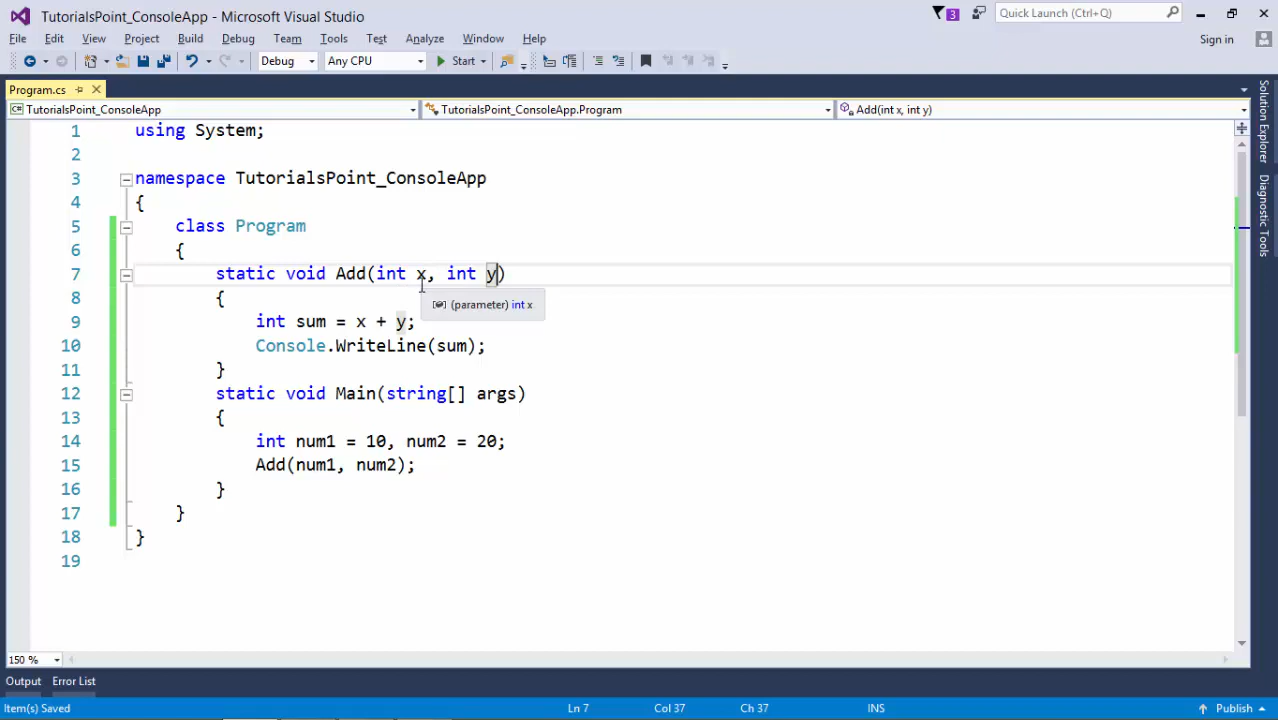 TutorialsPoint_ConsoleApp - Microsoft Visual Studio
3
Quick Launch (Ctrl+Q)
File Edit View Project Build Debug Team Tools Test Analyze Window Help
Sign in
Debug Any CPU Start
Program.cs
TutorialsPoint_ConsoleApp TutorialsPoint_ConsoleApp.Program Add(int x, int y)
1 using System;
2
3 namespace TutorialsPoint_ConsoleApp
4 {
5 class Program
6 {
7 static void Add(int x, int y)
(parameter) int x
8 {
9 int sum = x + y;
10 Console.WriteLine(sum);
11 }
12 static void Main(string[] args)
13 {
14 int num1 = 10, num2 = 20;
15 Add(num1, num2);
16 }
17 }
18 }
19
150 %
Output Error List
Item(s) Saved Ln 7 Col 37 Ch 37 INS Publish
Solution Explorer
Diagnostic Tools